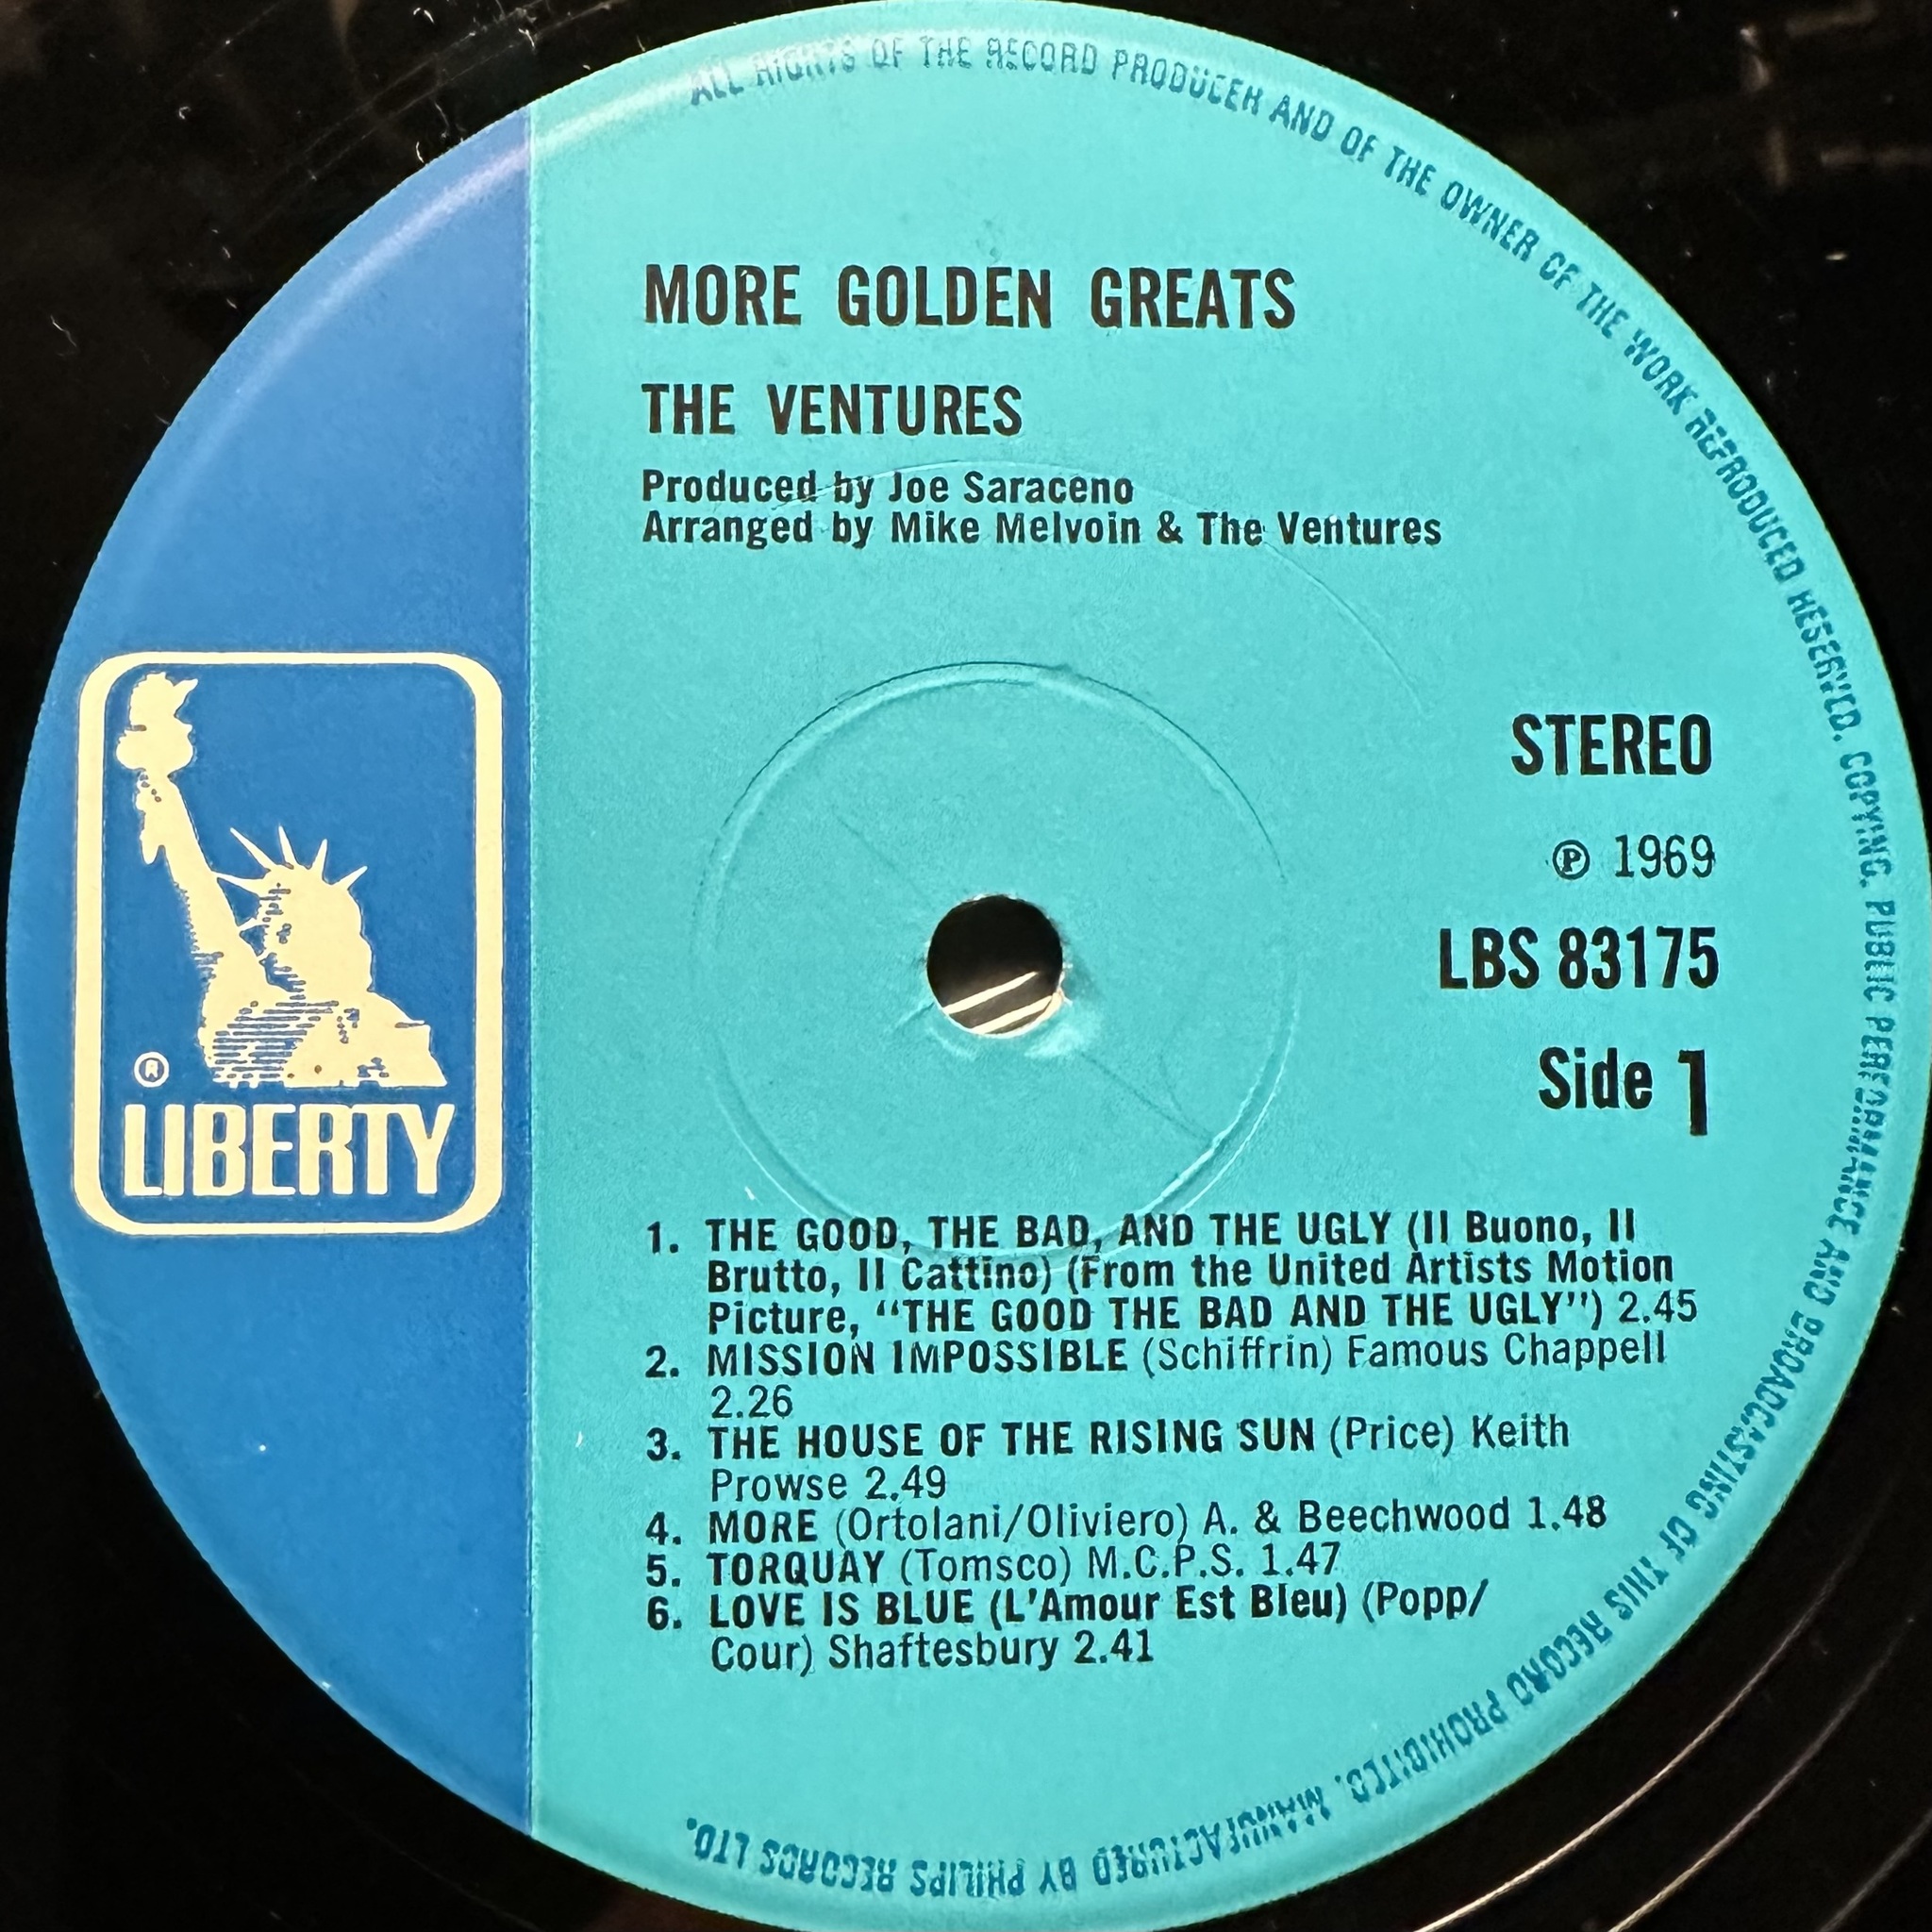 ALL RIGHTS OF THE RECORD PRODUCER AND OF THE OWNER OF THE WORK REPRODUCED RESERVED. COPYING, PUBLIC PERFORMANCE AND BROADCASTING OF THIS RECORD PROHIBITED. MANUFACTURED BY PHILIPS RECORDS LTD.
MORE GOLDEN GREATS
THE VENTURES
Produced by Joe Saraceno
Arranged by Mike Melvoin & The Ventures
STEREO
℗ 1969
LBS 83175
Side 1
®
LIBERTY
1. THE GOOD, THE BAD, AND THE UGLY (Il Buono, Il
Brutto, Il Cattino) (From the United Artists Motion
Picture, “THE GOOD THE BAD AND THE UGLY”) 2.45
2. MISSION IMPOSSIBLE (Schiffrin) Famous Chappell
2.26
3. THE HOUSE OF THE RISING SUN (Price) Keith
Prowse 2.49
4. MORE (Ortolani/Oliviero) A. & Beechwood 1.48
5. TORQUAY (Tomsco) M.C.P.S. 1.47
6. LOVE IS BLUE (L'Amour Est Bleu) (Popp/
Cour) Shaftesbury 2.41